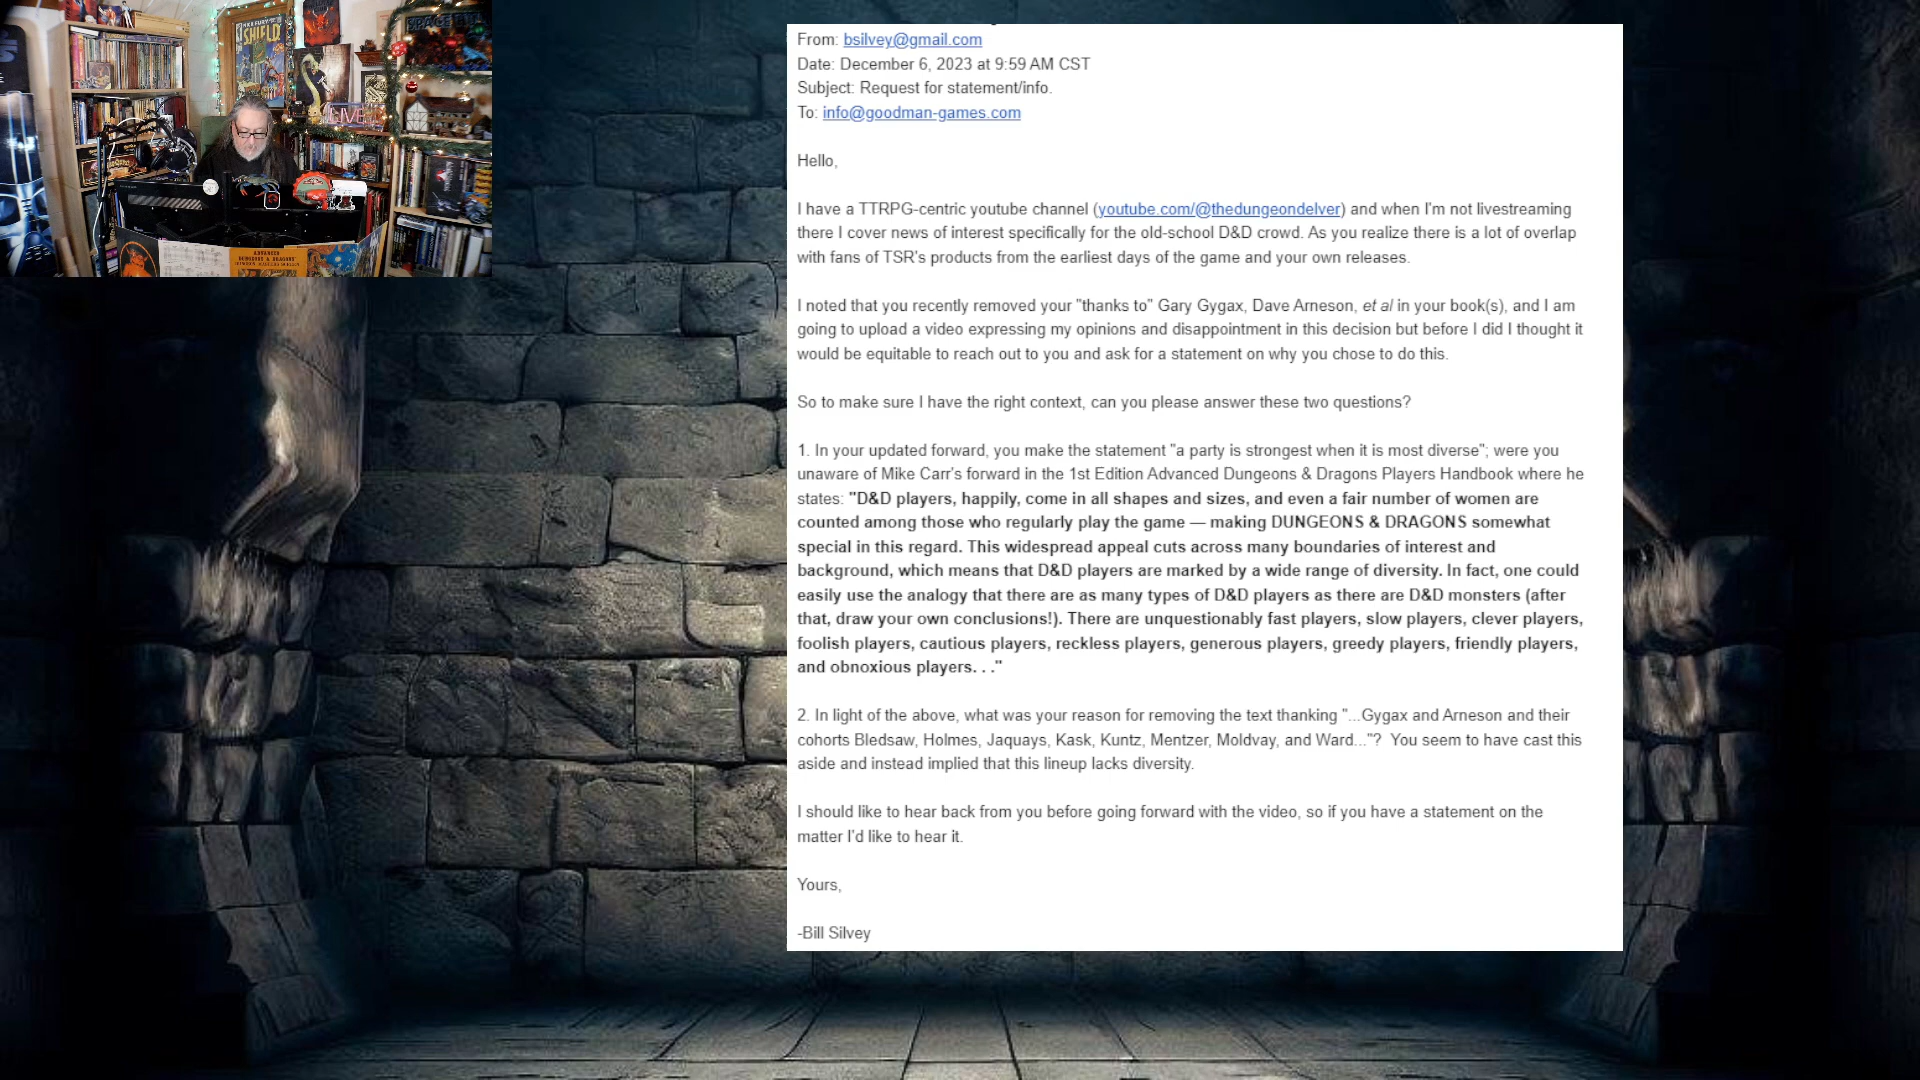 SHIELD
SPACE
LIVE
ADVANCED
DUNGEONS & DRAGONS
From: bsilvey@gmail.com
Date: December 6, 2023 at 9:59 AM CST
Subject: Request for statement/info.
To: info@goodman-games.com
Hello,
I have a TTRPG-centric youtube channel (youtube.com/@thedungeondelver) and when I'm not livestreaming
there I cover news of interest specifically for the old-school D&D crowd. As you realize there is a lot of overlap
with fans of TSR's products from the earliest days of the game and your own releases.
I noted that you recently removed your "thanks to" Gary Gygax, Dave Arneson, et al in your book(s), and I am
going to upload a video expressing my opinions and disappointment in this decision but before I did I thought it
would be equitable to reach out to you and ask for a statement on why you chose to do this.
So to make sure I have the right context, can you please answer these two questions?
1. In your updated forward, you make the statement "a party is strongest when it is most diverse"; were you
unaware of Mike Carr's forward in the 1st Edition Advanced Dungeons & Dragons Players Handbook where he
states: "D&D players, happily, come in all shapes and sizes, and even a fair number of women are
counted among those who regularly play the game — making DUNGEONS & DRAGONS somewhat
special in this regard. This widespread appeal cuts across many boundaries of interest and
background, which means that D&D players are marked by a wide range of diversity. In fact, one could
easily use the analogy that there are as many types of D&D players as there are D&D monsters (after
that, draw your own conclusions!). There are unquestionably fast players, slow players, clever players,
foolish players, cautious players, reckless players, generous players, greedy players, friendly players,
and obnoxious players. . ."
2. In light of the above, what was your reason for removing the text thanking "...Gygax and Arneson and their
cohorts Bledsaw, Holmes, Jaquays, Kask, Kuntz, Mentzer, Moldvay, and Ward..."?  You seem to have cast this
aside and instead implied that this lineup lacks diversity.
I should like to hear back from you before going forward with the video, so if you have a statement on the
matter I'd like to hear it.
Yours,
-Bill Silvey